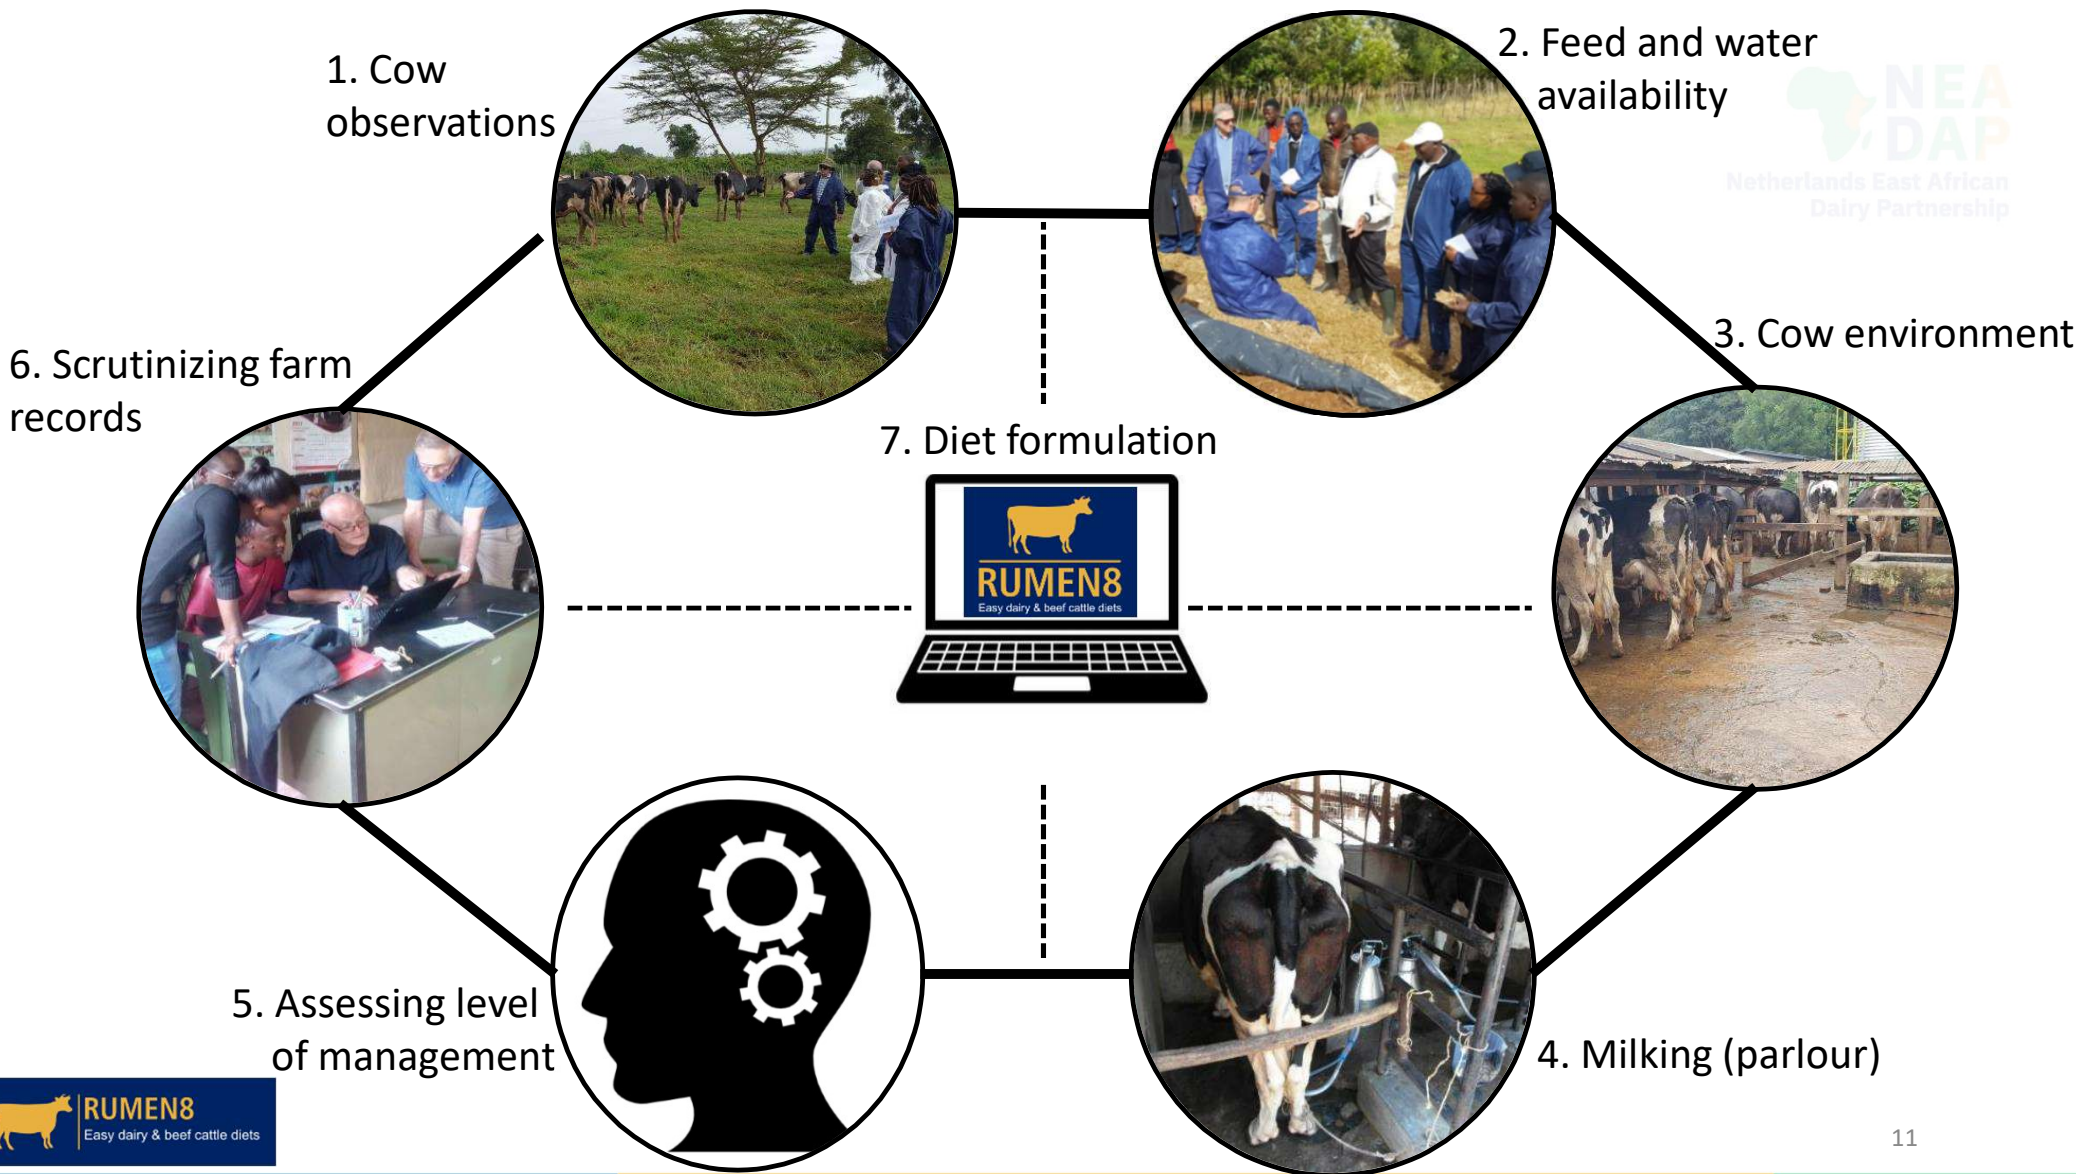 1. Cow
observations
2. Feed and water
availability
NEA
DAP
Netherlands East African
Dairy Partnership
3. Cow environment
6. Scrutinizing farm
records
7. Diet formulation
RUMEN8
Easy dairy & beef cattle diets
5. Assessing level
of management
4. Milking (parlour)
RUMEN8
Easy dairy & beef cattle diets
11